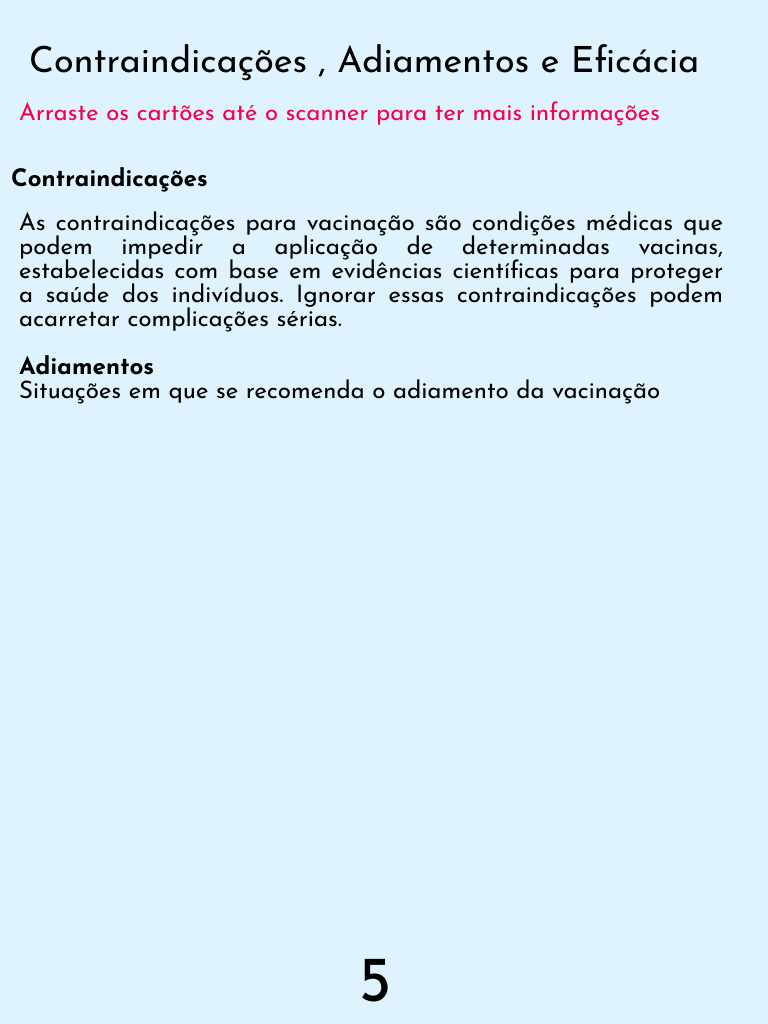 Contraindicações , Adiamentos e Eficácia
Arraste os cartões até o scanner para ter mais informações
Contraindicações
As contraindicações para vacinação são condições médicas que
podem impedir a aplicação de determinadas vacinas,
estabelecidas com base em evidências científicas para proteger
a saúde dos indivíduos. Ignorar essas contraindicações podem
acarretar complicações sérias.
Adiamentos
Situações em que se recomenda o adiamento da vacinação
5